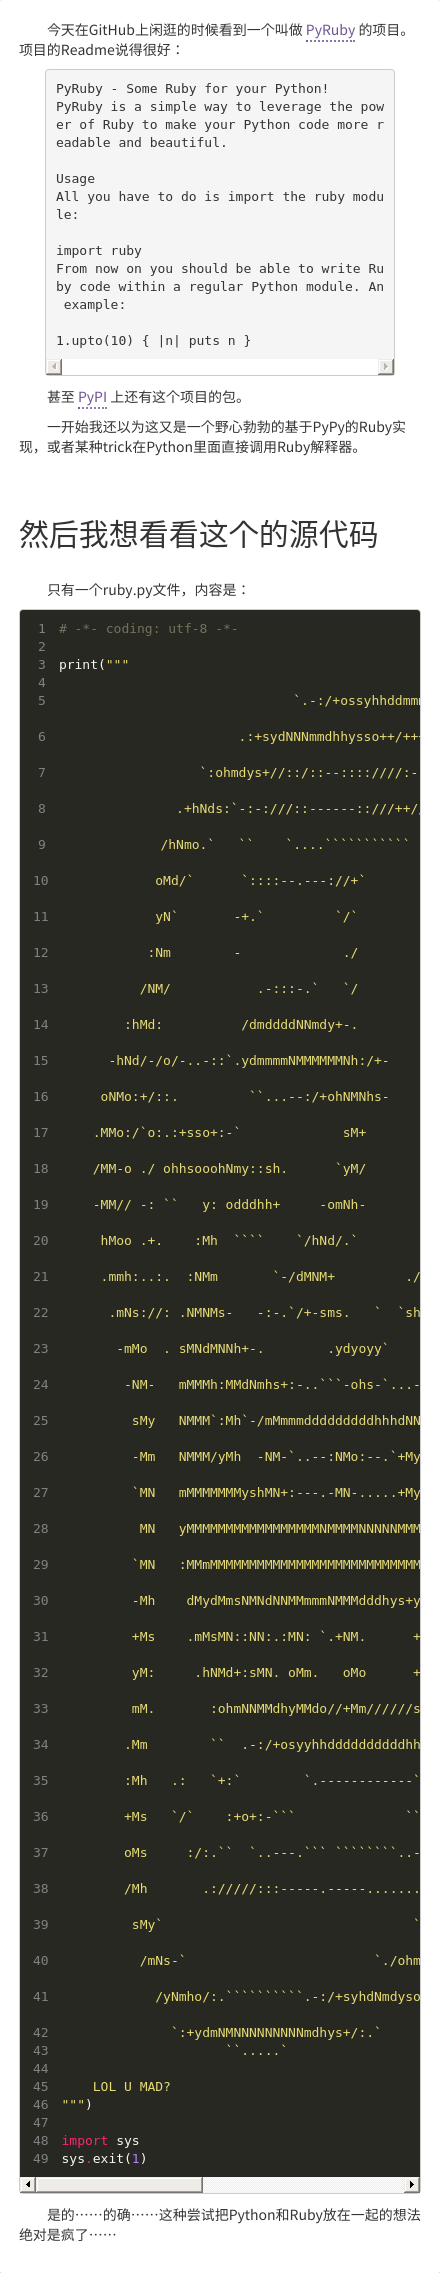 今天在GitHub上闲逛的时候看到一个叫做 PyRuby 的项目。
项目的Readme说得很好：
PyRuby - Some Ruby for your Python!
PyRuby is a simple way to leverage the pow
er of Ruby to make your Python code more r
eadable and beautiful.
Usage
All you have to do is import the ruby modu
le:
import ruby
From now on you should be able to write Ru
by code within a regular Python module. An
 example:
1.upto(10) { |n| puts n }
甚至 PyPI 上还有这个项目的包。
一开始我还以为这又是一个野心勃勃的基于PyPy的Ruby实
现，或者某种trick在Python里面直接调用Ruby解释器。
然后我想看看这个的源代码
只有一个ruby.py文件，内容是：
1 # -*- coding: utf-8 -*-
2
3 print("""
4
5 `.-:/+ossyhhddmm
6 .:+sydNNNmmdhhysso++/++
7 `:ohmdys+//::/::--::::////:-
8 .+hNds:`-:-:///::------::///++/
9 /hNmo.`   ``    `....```````````
10 oMd/`      `::::--.---://+`
11 yN`       -+.`         `/`
12 :Nm        -             ./
13 /NM/           .-:::-.`   `/
14 :hMd:          /dmddddNNmdy+-.
15 -hNd/-/o/-..-::`.ydmmmmNMMMMMMNh:/+-
16 oNMo:+/::.         ``...--:/+ohNMNhs-
17 .MMo:/`o:.:+sso+:-`             sM+
18 /MM-o ./ ohhsooohNmy::sh.      `yM/
19 -MM// -: ``   y: odddhh+     -omNh-
20 hMoo .+.    :Mh  ````    `/hNd/.`
21 .mmh:..:.  :NMm       `-/dMNM+         ./
22 .mNs://: .NMNMs-   -:-.`/+-sms.   `  `sh
23 -mMo  . sMNdMNNh+-.        .ydyoyy`
24 -NM-   mMMMh:MMdNmhs+:-..```-ohs-`...-
25 sMy   NMMM`:Mh`-/mMmmmdddddddddhhhdNN
26 -Mm   NMMM/yMh  -NM-`..--:NMo:--.`+My
27 `MN   mMMMMMMMyshMN+:---.-MN-.....+My
28 MN   yMMMMMMMMMMMMMMMMMNMMMMNNNNNMMM
29 `MN   :MMmMMMMMMMMMMMMMMMMMMMMMMMMMMM
30 -Mh    dMydMmsNMNdNNMMmmmNMMMdddhys+y
31 +Ms    .mMsMN::NN:.:MN: `.+NM.      +
32 yM:     .hNMd+:sMN. oMm.   oMo      +
33 mM.       :ohmNNMMdhyMMdo//+Mm//////s
34 .Mm        ``  .-:/+osyyhhddddddddddhh
35 :Mh   .:   `+:`        `.------------`
36 +Ms   `/`    :+o+:-```              ``
37 oMs     :/:.``  `..---.``` ````````..-
38 /Mh       .://///:::-----.-----.......
39 sMy`                                `
40 /mNs-`                        `./ohm
41 /yNmho/:.``````````.-:/+syhdNmdyso
42 `:+ydmNMNNNNNNNNNmdhys+/:.`
43 ``.....`
44
45 LOL U MAD?
46 """)
47
48 import sys
49 sys.exit(1)
是的……的确……这种尝试把Python和Ruby放在一起的想法
绝对是疯了……